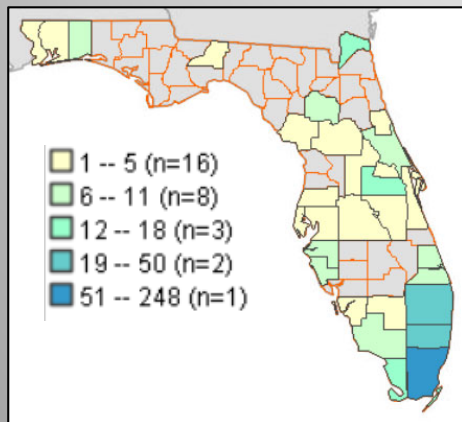 1 -- 5 (n=16)
6 -- 11 (n=8)
12 -- 18 (n=3)
19 -- 50 (n=2)
51 -- 248 (n=1)